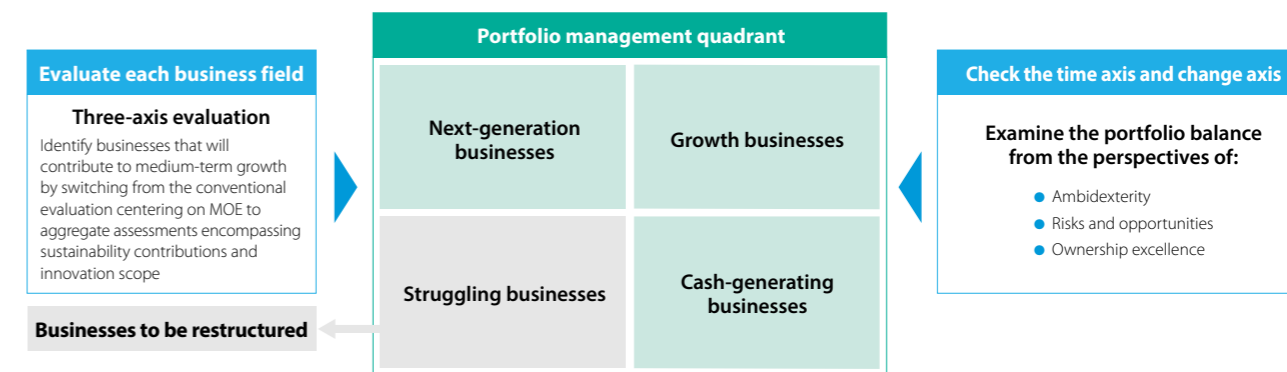 Evaluate each business field
Three-axis evaluation
Identify businesses that will
contribute to medium-term growth
by switching from the conventional
evaluation centering on MOE to
aggregate assessments encompassing
sustainability contributions and
innovation scope
Businesses to be restructured
Portfolio management quadrant
Next-generation
businesses
Growth businesses
Struggling businesses
Cash-generating
businesses
Check the time axis and change axis
Examine the portfolio balance
from the perspectives of:
● Ambidexterity
● Risks and opportunities
● Ownership excellence